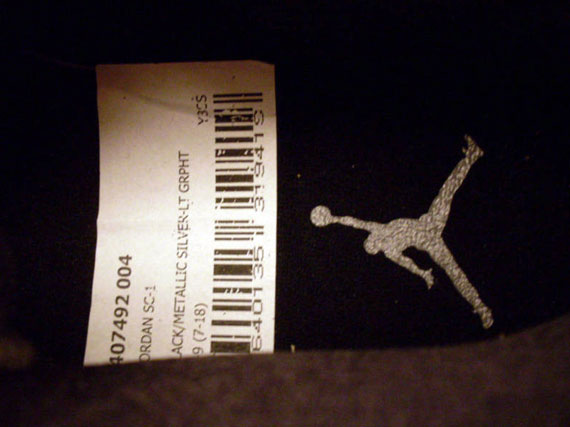 407492 004
ORDAN SC-1
LACK/METALLIC SILVER-LT GRPHT
9 (7-18)
Y3CS
640135 319419